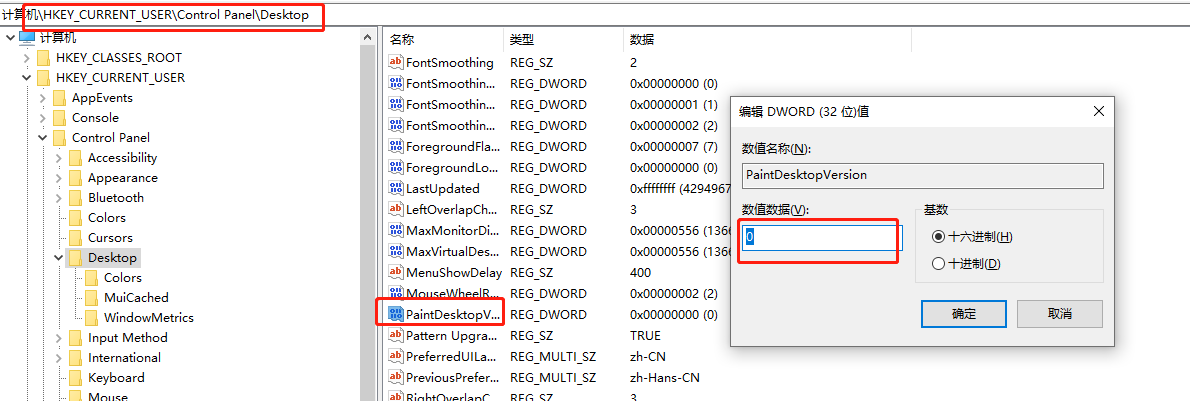 计算机\HKEY_CURRENT_USER\Control Panel\Desktop
计算机
HKEY_CLASSES_ROOT
HKEY_CURRENT_USER
AppEvents
Console
Control Panel
Accessibility
Appearance
Bluetooth
Colors
Cursors
Desktop
Colors
MuiCached
WindowMetrics
Input Method
International
Keyboard
Mouse
名称 类型 数据
FontSmoothing REG_SZ 2
FontSmoothin... REG_DWORD 0x00000000 (0)
FontSmoothin... REG_DWORD 0x00000001 (1)
FontSmoothin... REG_DWORD 0x00000002 (2)
ForegroundFla... REG_DWORD 0x00000007 (7)
ForegroundLo... REG_DWORD 0x00000000 (0)
LastUpdated REG_DWORD 0xffffffff (4294967
LeftOverlapCh... REG_SZ 3
MaxMonitorDi... REG_DWORD 0x00000556 (1366
MaxVirtualDes... REG_DWORD 0x00000556 (1366
MenuShowDelay REG_SZ 400
MouseWheelR... REG_DWORD 0x00000002 (2)
PaintDesktopV... REG_DWORD 0x00000000 (0)
Pattern Upgra... REG_SZ TRUE
PreferredUILa... REG_MULTI_SZ zh-CN
PreviousPrefer... REG_MULTI_SZ zh-Hans-CN
RightOverlapC... REG_SZ 3
编辑 DWORD (32 位)值
数值名称(N):
PaintDesktopVersion
数值数据(V):
0
基数
十六进制(H)
十进制(D)
确定 取消